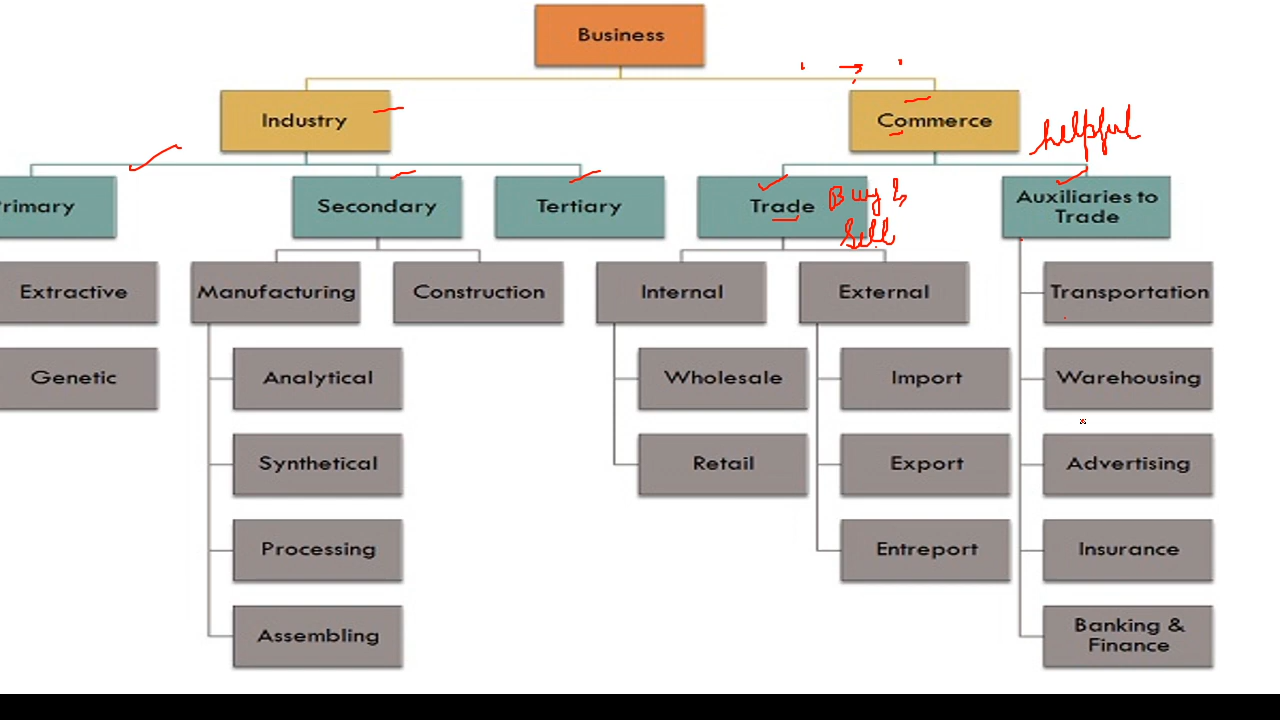 Business
Industry
Commerce
helpful
Primary
Secondary
Tertiary
Trade
Buy &
Sell
Auxiliaries to
Trade
Extractive
Manufacturing
Construction
Internal
External
Transportation
Genetic
Analytical
Wholesale
Import
Warehousing
Synthetical
Retail
Export
Advertising
Processing
Entreport
Insurance
Assembling
Banking &
Finance